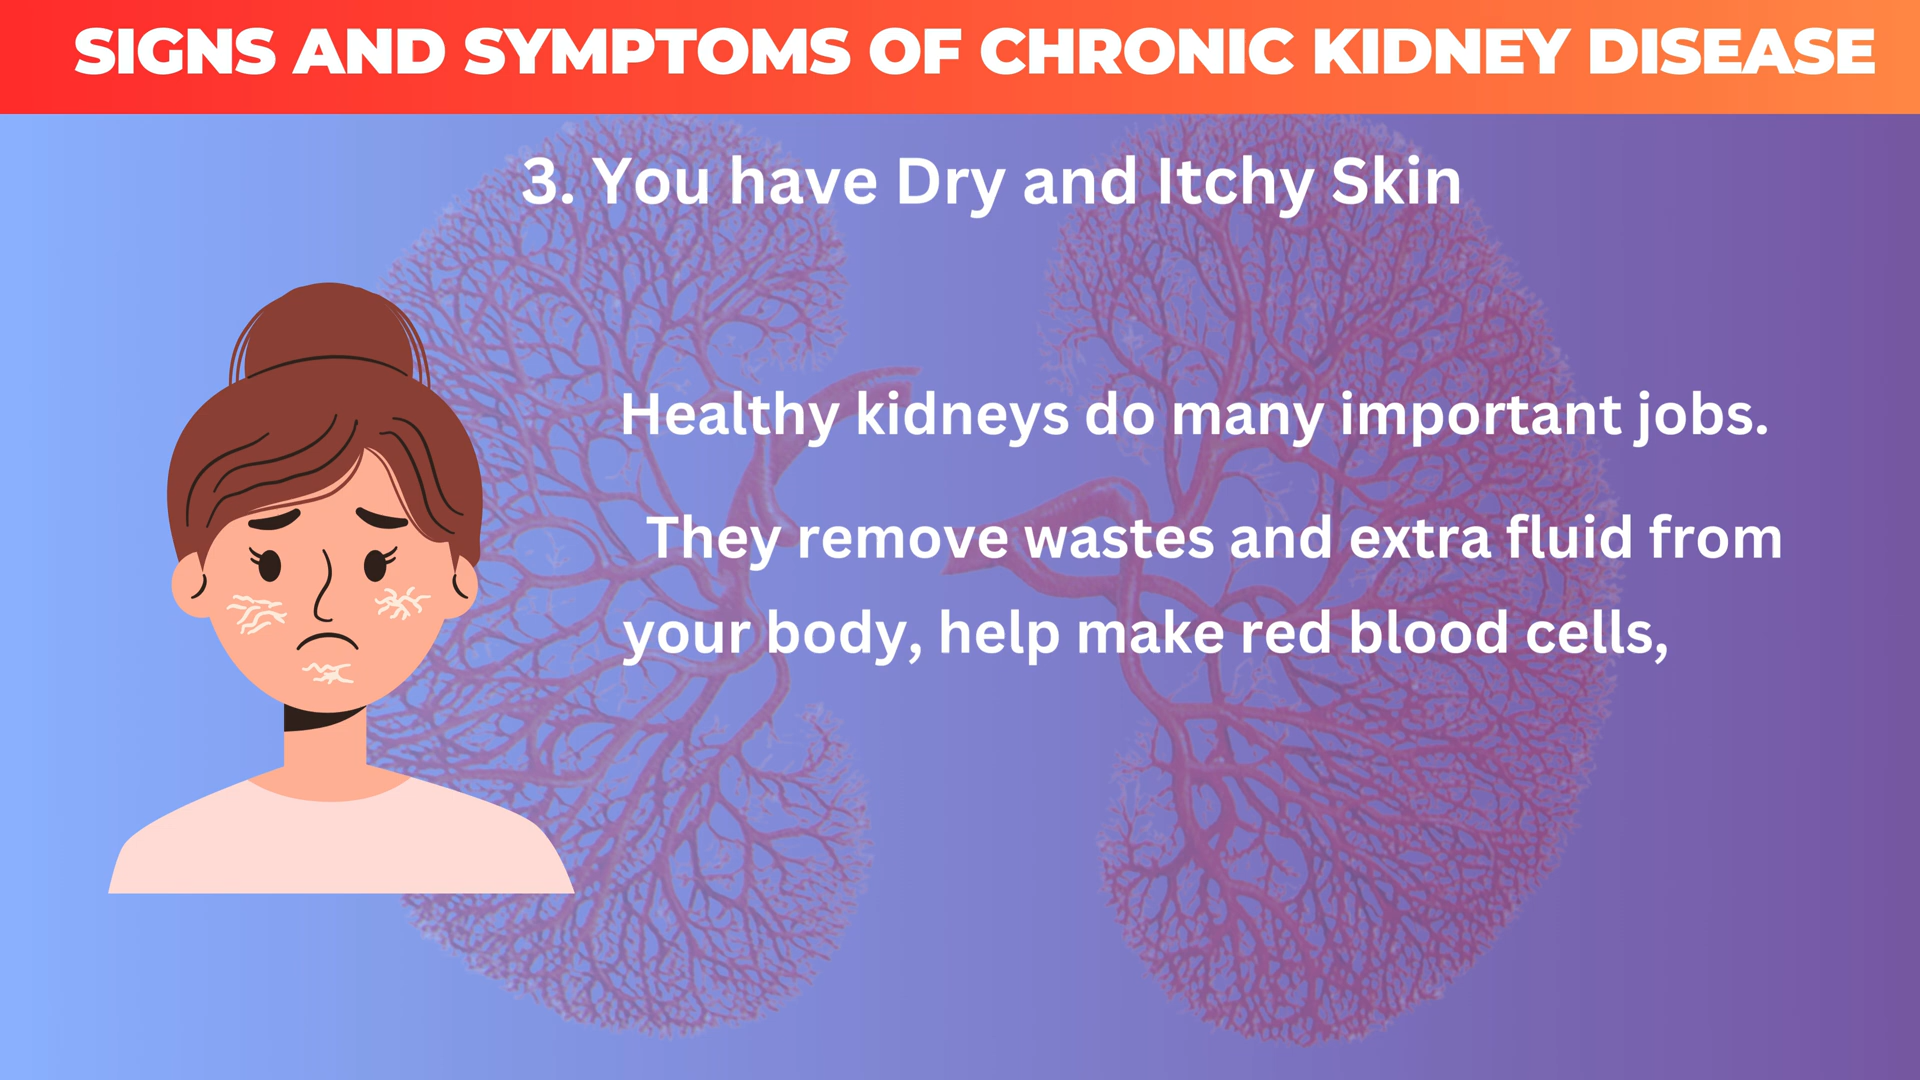 SIGNS AND SYMPTOMS OF CHRONIC KIDNEY DISEASE
3. You have Dry and Itchy Skin
Healthy kidneys do many important jobs.
They remove wastes and extra fluid from
your body, help make red blood cells,